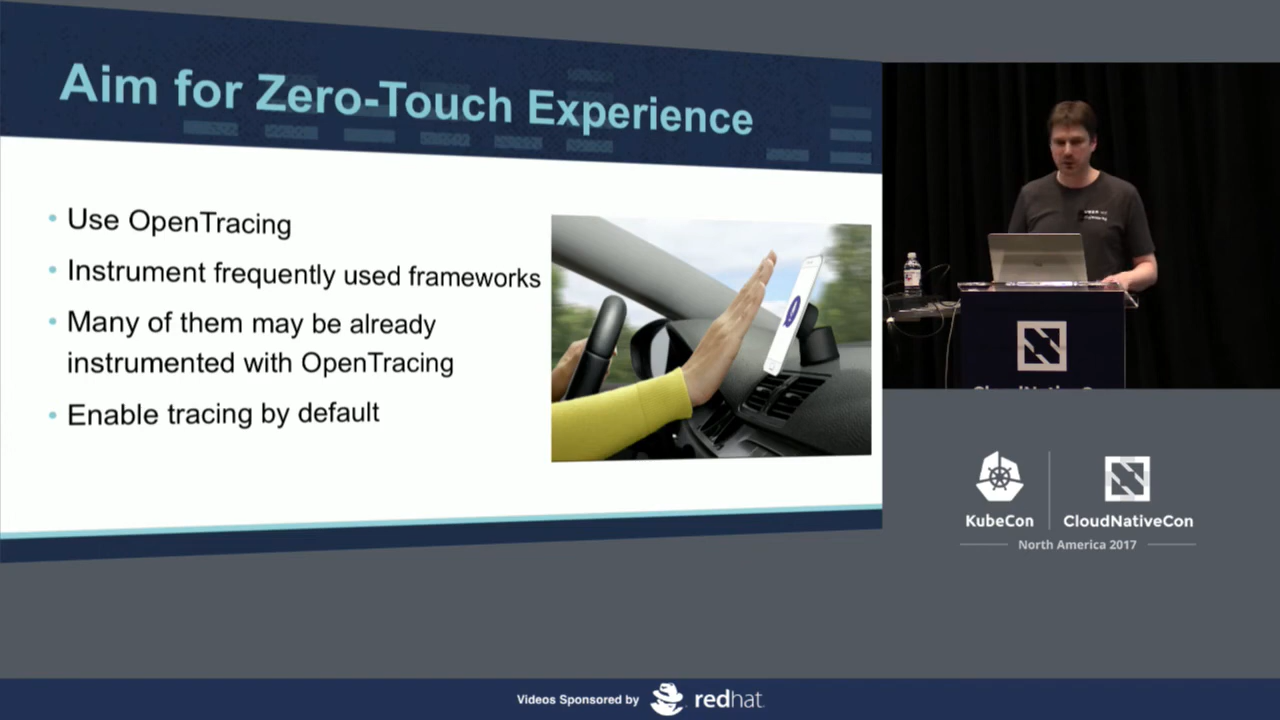 Aim for Zero-Touch Experience
Use OpenTracing
Instrument frequently used frameworks
Many of them may be already
instrumented with OpenTracing
Enable tracing by default
KubeCon
CloudNativeCon
North America 2017
Videos Sponsored by
redhat